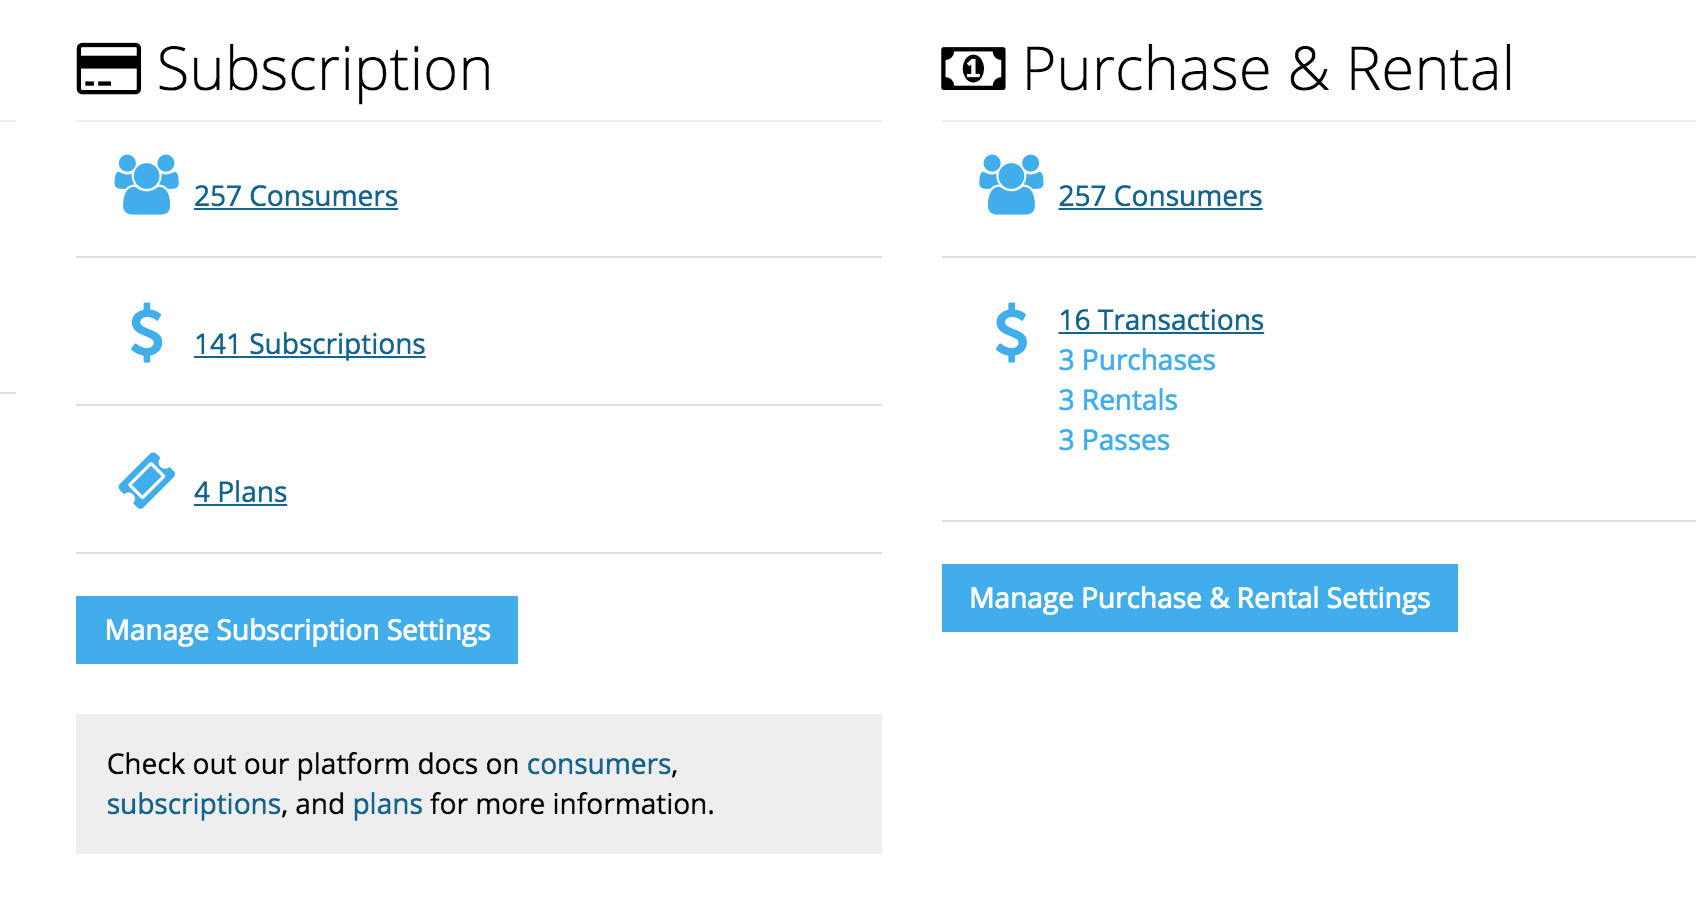 Subscription
257 Consumers
141 Subscriptions
4 Plans
Manage Subscription Settings
Check out our platform docs on consumers,
subscriptions, and plans for more information.
1 Purchase & Rental
257 Consumers
16 Transactions
3 Purchases
3 Rentals
3 Passes
Manage Purchase & Rental Settings